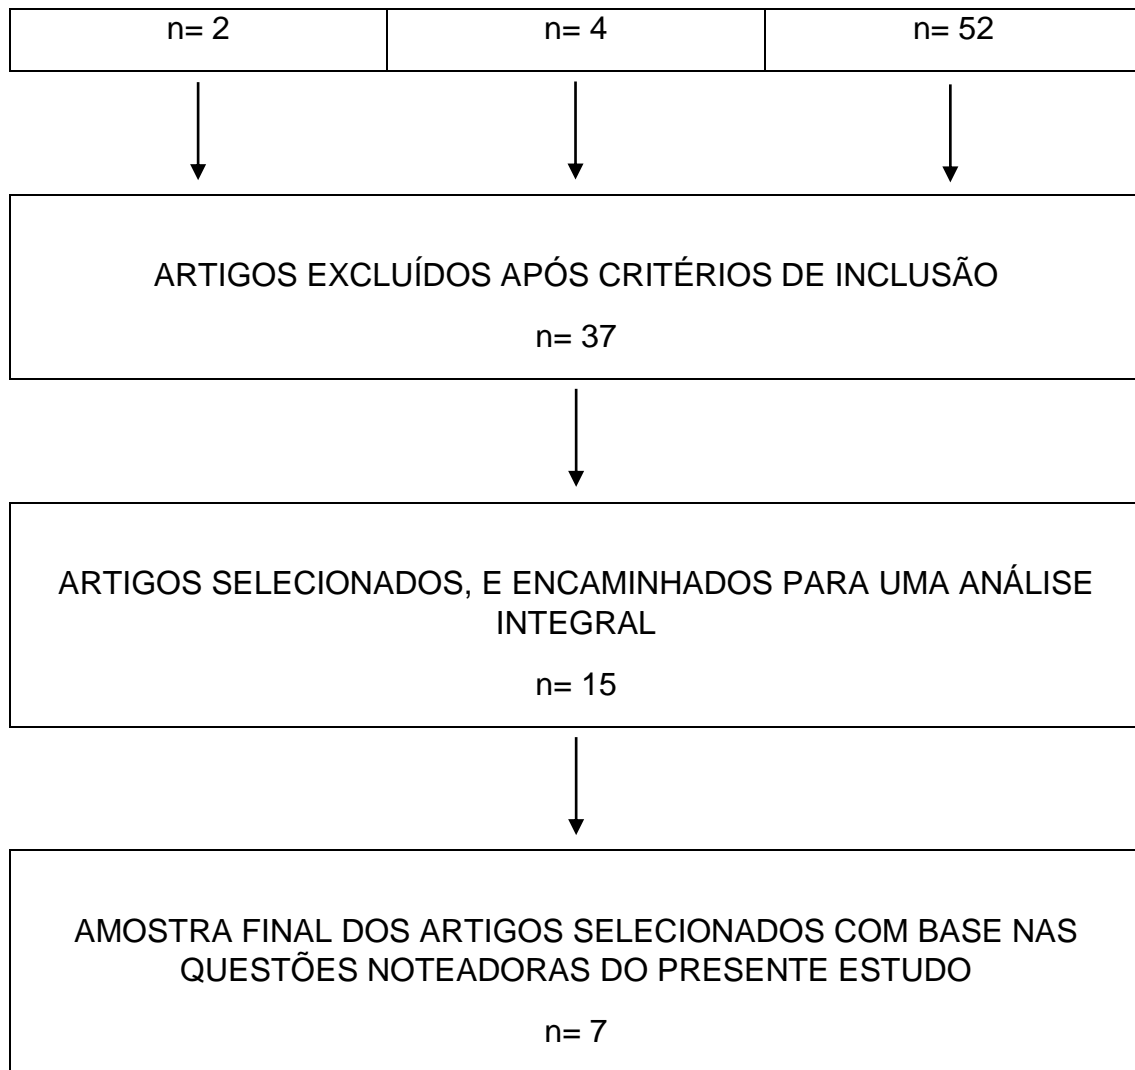 n= 2
n= 4
n= 52
ARTIGOS EXCLUÍDOS APÓS CRITÉRIOS DE INCLUSÃO
n= 37
ARTIGOS SELECIONADOS, E ENCAMINHADOS PARA UMA ANÁLISE
INTEGRAL
n= 15
AMOSTRA FINAL DOS ARTIGOS SELECIONADOS COM BASE NAS
QUESTÕES NOTEADORAS DO PRESENTE ESTUDO
n= 7